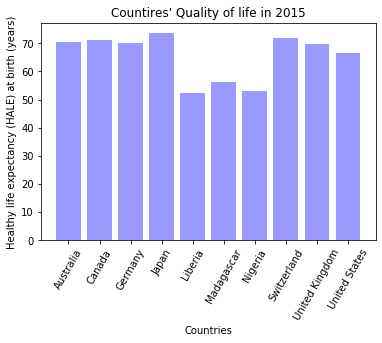 Countires' Quality of life in 2015
Healthy life expectancy (HALE) at birth (years)
70
60
50
40
30
20
10
0
Australia
Canada
Germany
Japan
Liberia
Madagascar
Nigeria
Switzerland
United Kingdom
United States
Countries